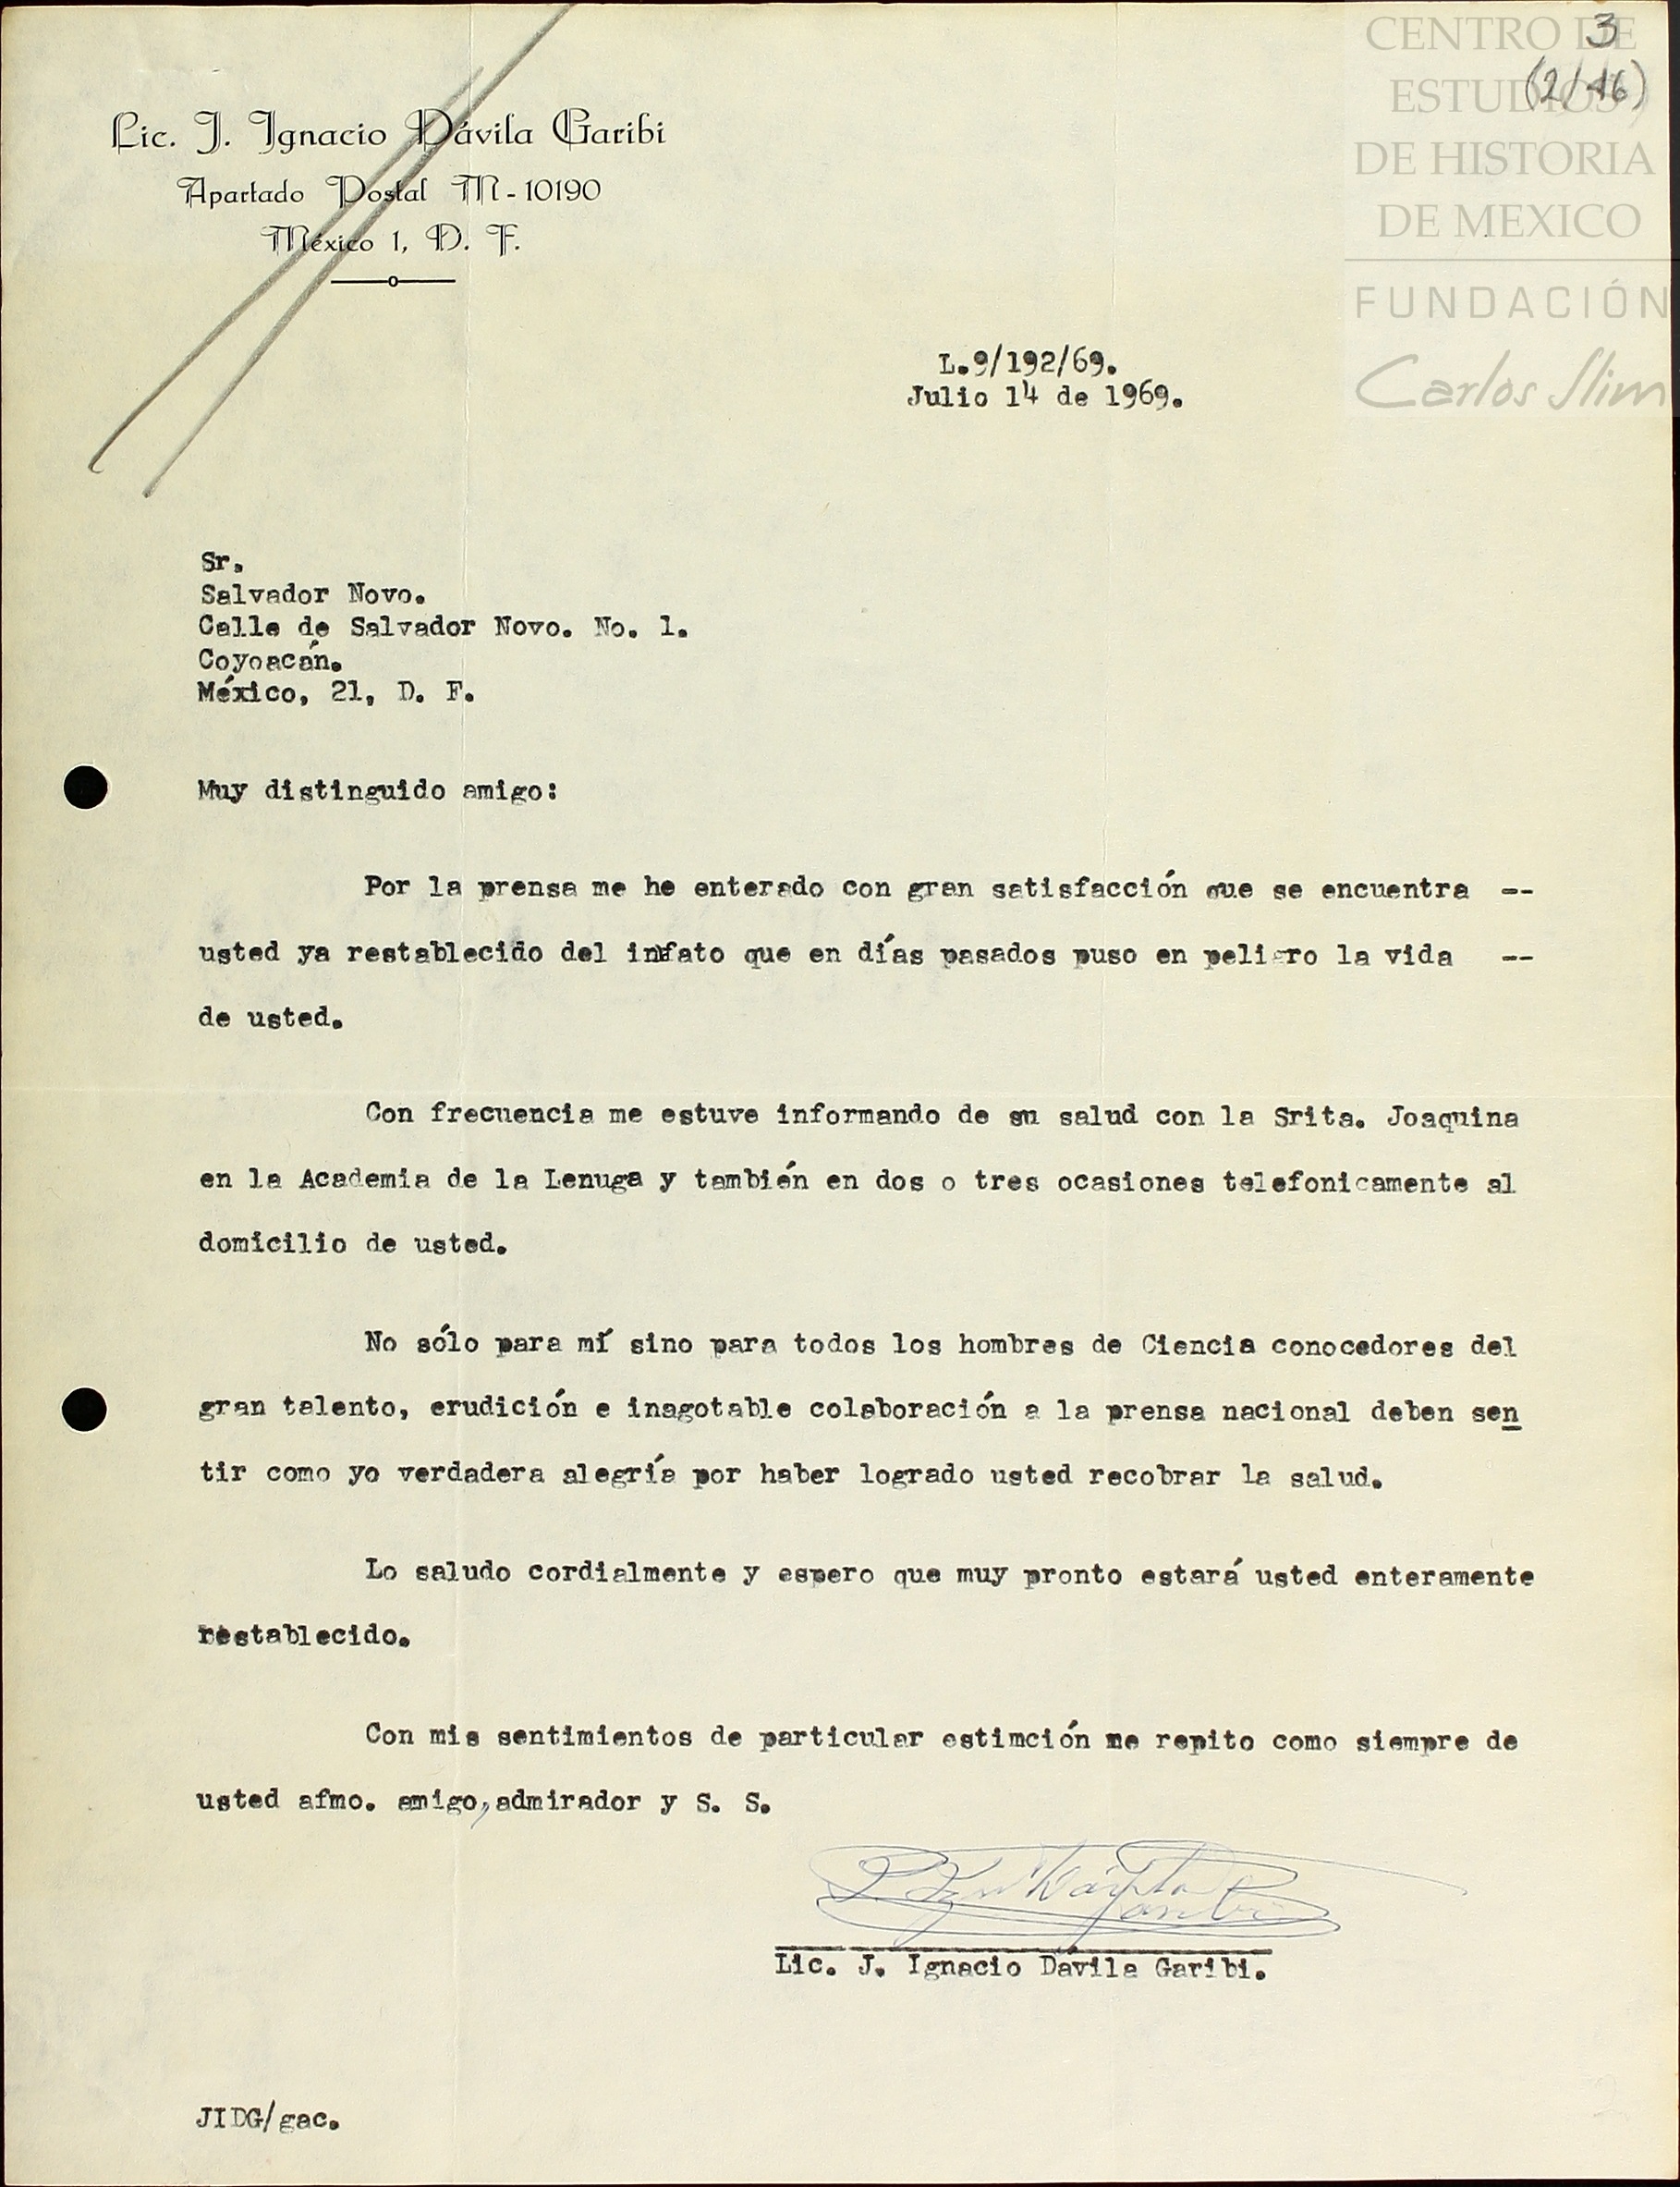 CENTRO DE
ESTUDIOS
DE HISTORIA
DE MEXICO
FUNDACIÓN
Carlos Slim
3
(2/16)
Lic. J. Ignacio Dávila Garibi
Apartado Postal M-10190
México 1, D. F.
L.9/192/69.
Julio 14 de 1969.
Sr.
Salvador Novo.
Calle de Salvador Novo. No. 1.
Coyoacán.
México, 21, D. F.
Muy distinguido amigo:
Por la prensa me he enterado con gran satisfacción que se encuentra --
usted ya restablecido del infato que en días pasados puso en peligro la vida --
de usted.
Con frecuencia me estuve informando de su salud con la Srita. Joaquina
en la Academia de la Lenuga y también en dos o tres ocasiones telefonicamente al
domicilio de usted.
No sólo para mí sino para todos los hombres de Ciencia conocedores del
gran talento, erudición e inagotable colaboración a la prensa nacional deben sen
tir como yo verdadera alegría por haber logrado usted recobrar la salud.
Lo saludo cordialmente y espero que muy pronto estará usted enteramente
restablecido.
Con mis sentimientos de particular estimción me repito como siempre de
usted afmo. amigo, admirador y S. S.
Lic. J. Ignacio Dávila Garibi.
JIDG/gac.